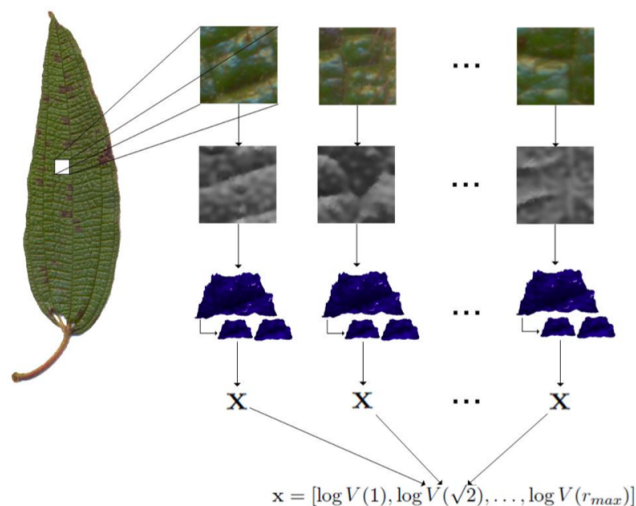 ...
...
...
x x ... x
x = [log V(1), log V(√2), ..., log V(r_max)]